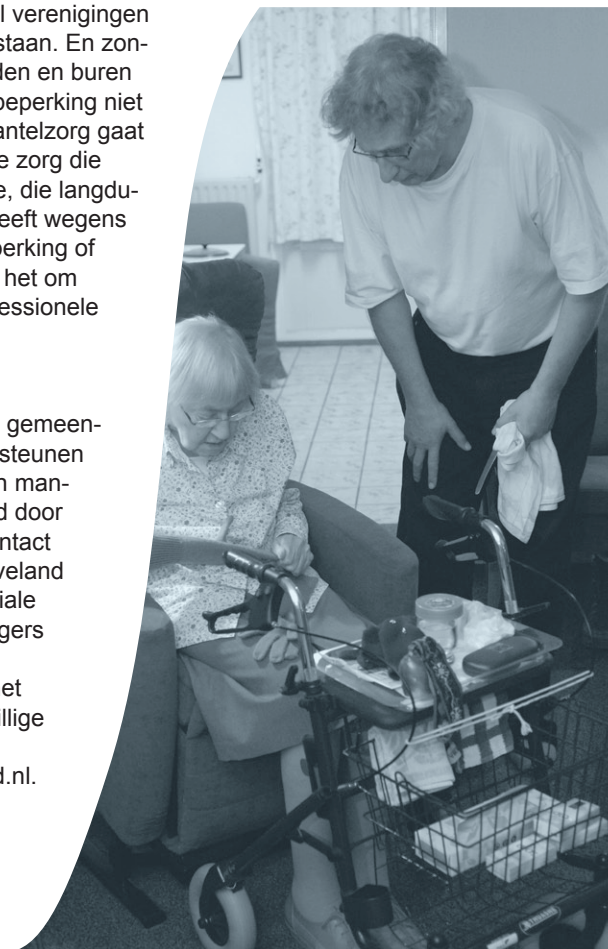 l verenigingen
staan. En zon-
den en buren
beperking niet
antelzorg gaat
e zorg die
e, die langdu-
eeft wegens
perking of
het om
essionele
gemeen-
steunen
n man-
d door
ntact
veland
iale
gers
et
llige
d.nl.